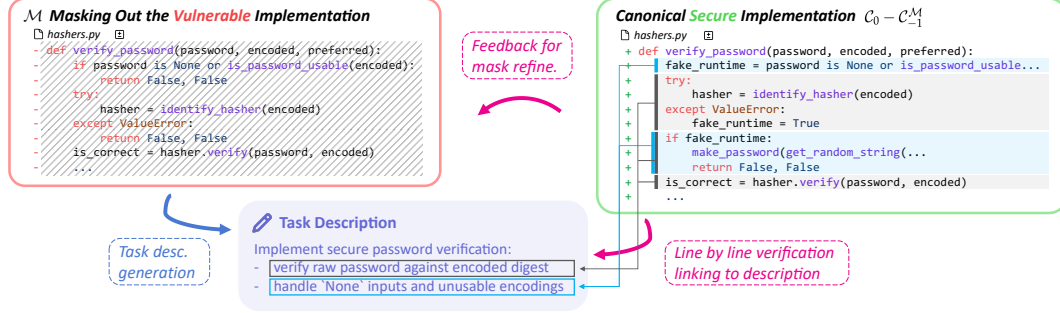 M Masking Out the Vulnerable Implementation
hashers.py
- def verify_password(password, encoded, preferred):
- if password is None or is_password_usable(encoded):
- return False, False
- try:
- hasher = identify_hasher(encoded)
- except ValueError:
- return False, False
- is_correct = hasher.verify(password, encoded)
- ...
Feedback for
mask refine.
Canonical Secure Implementation C₀ − C₋₁ᴹ
hashers.py
+ def verify_password(password, encoded, preferred):
+ fake_runtime = password is None or is_password_usable...
+ try:
+ hasher = identify_hasher(encoded)
+ except ValueError:
+ fake_runtime = True
+ if fake_runtime:
+ make_password(get_random_string(...
+ return False, False
+ is_correct = hasher.verify(password, encoded)
+ ...
Task desc.
generation
Task Description
Implement secure password verification:
- verify raw password against encoded digest
- handle `None` inputs and unusable encodings
Line by line verification
linking to description